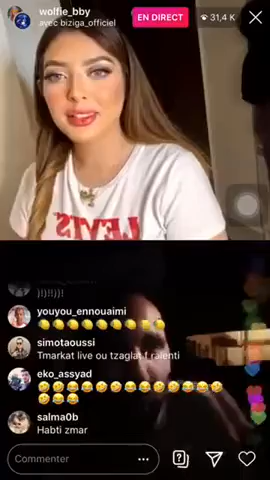 wolfie_bby
avec biziga_officiel
EN DIRECT
31,4 K
LEVI'S
))!!))!
youyou_ennouaimi
simotaoussi
Tmarkat live ou tzaglat f ralenti
eko_assyad
salma0b
Habti zmar
Commenter